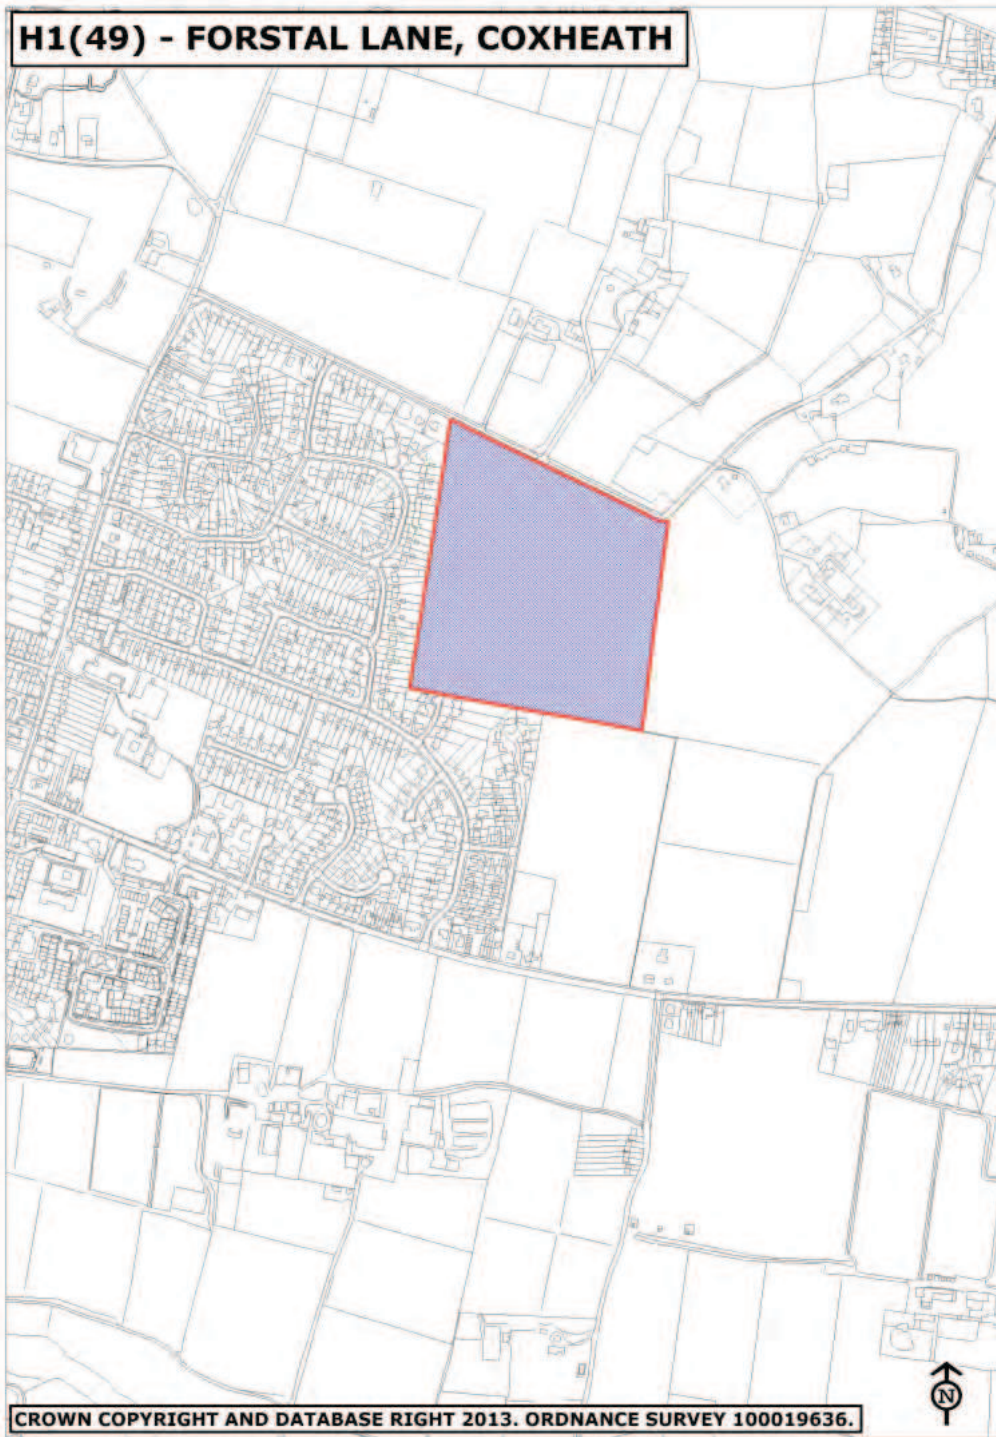 H1(49) - FORSTAL LANE, COXHEATH
N
CROWN COPYRIGHT AND DATABASE RIGHT 2013. ORDNANCE SURVEY 100019636.